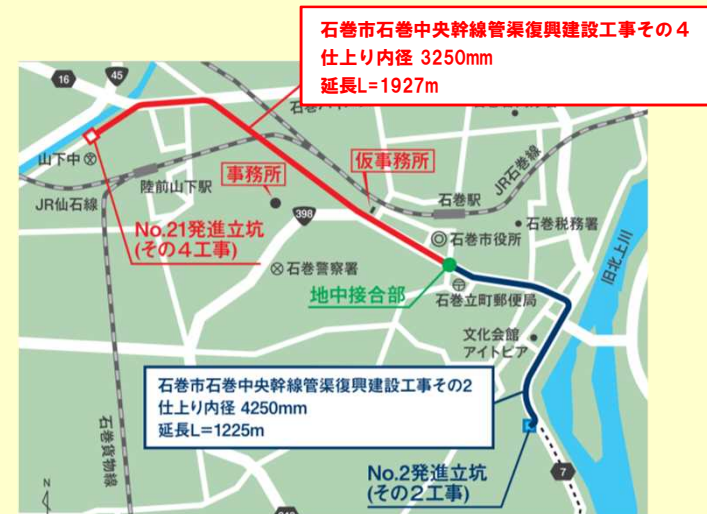 石巻市石巻中央幹線管渠復興建設工事その4
仕上り内径 3250mm
延長L=1927m
16
45
山下中
陸前山下駅
JR仙石線
事務所
仮事務所
398
石巻駅
JR石巻線
石巻税務署
石巻市役所
旧北上川
No.21発進立坑
(その4工事)
石巻警察署
地中接合部
石巻立町郵便局
文化会館
アイトピア
石巻市石巻中央幹線管渠復興建設工事その2
仕上り内径 4250mm
延長L=1225m
石巻貨物線
No.2発進立坑
(その2工事)
7
N